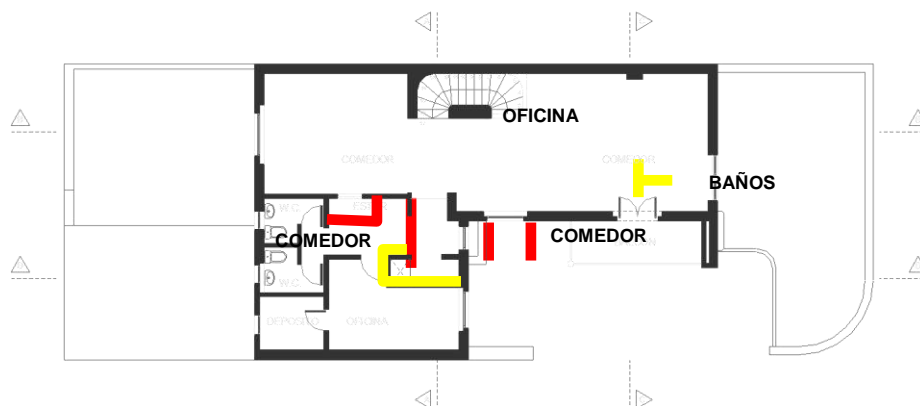 OFICINA
COMEDOR
COMEDOR
BAÑOS
W.C.
COMEDOR
COMEDOR
W.C.
DEPOSITO
OFICINA